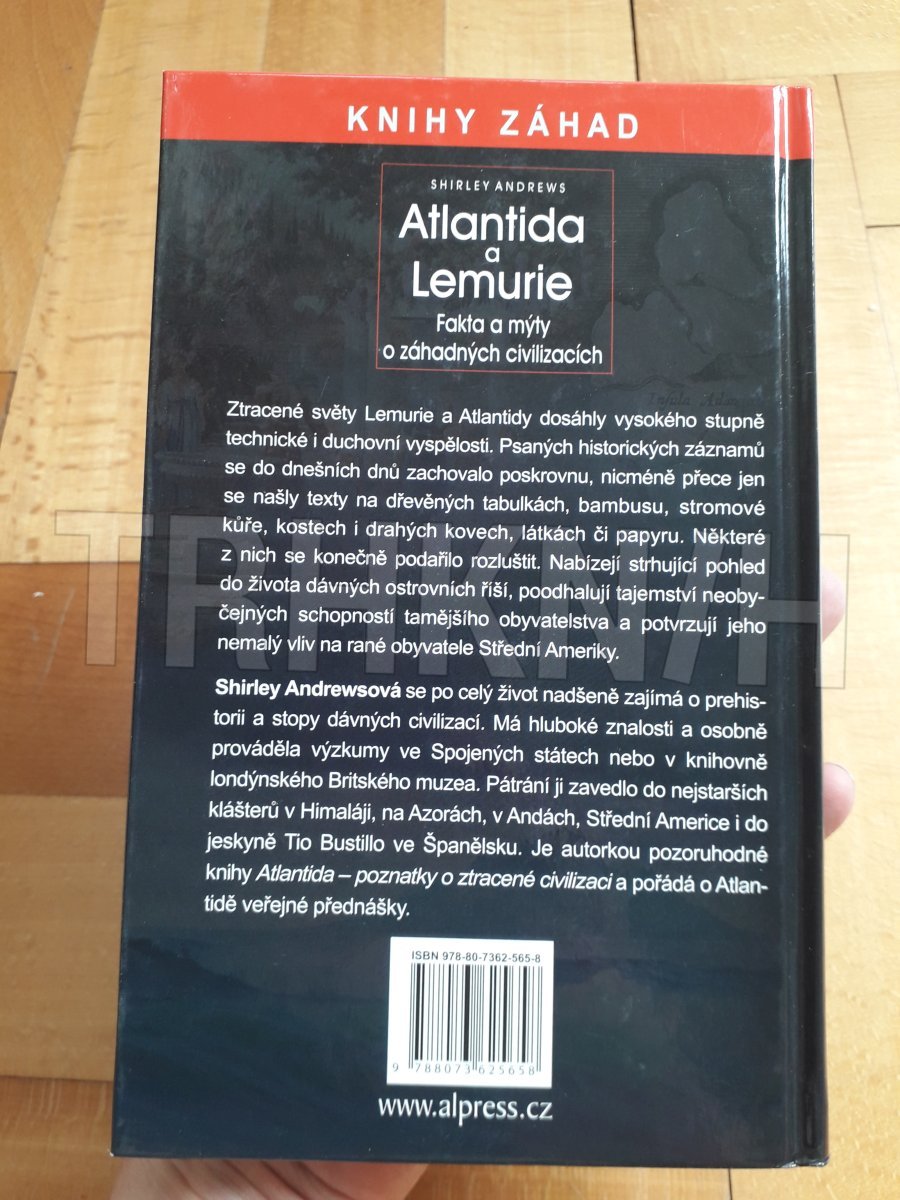 KNIHY ZÁHAD
SHIRLEY ANDREWS
Atlantida
a
Lemurie
Fakta a mýty
o záhadných civilizacích
Ztracené světy Lemurie a Atlantidy dosáhly vysokého stupně
technické i duchovní vyspělosti. Psaných historických záznamů
se do dnešních dnů zachovalo poskrovnu, nicméně přece jen
se našly texty na dřevěných tabulkách, bambusu, stromové
kůře, kostech i drahých kovech, látkách či papyru. Některé
z nich se konečně podařilo rozluštit. Nabízejí strhující pohled
do života dávných ostrovních říší, poodhalují tajemství neoby-
čejných schopností tamějšího obyvatelstva a potvrzují jeho
nemalý vliv na rané obyvatele Střední Ameriky.
Shirley Andrewsová se po celý život nadšeně zajímá o prehis-
torii a stopy dávných civilizací. Má hluboké znalosti a osobně
prováděla výzkumy ve Spojených státech nebo v knihovně
londýnského Britského muzea. Pátrání ji zavedlo do nejstarších
klášterů v Himaláji, na Azorách, v Andách, Střední Americe i do
jeskyně Tio Bustillo ve Španělsku. Je autorkou pozoruhodné
knihy Atlantida – poznatky o ztracené civilizaci a pořádá o Atlan-
tidě veřejné přednášky.
ISBN 978-80-7362-565-8
9 788073 625658
www.alpress.cz